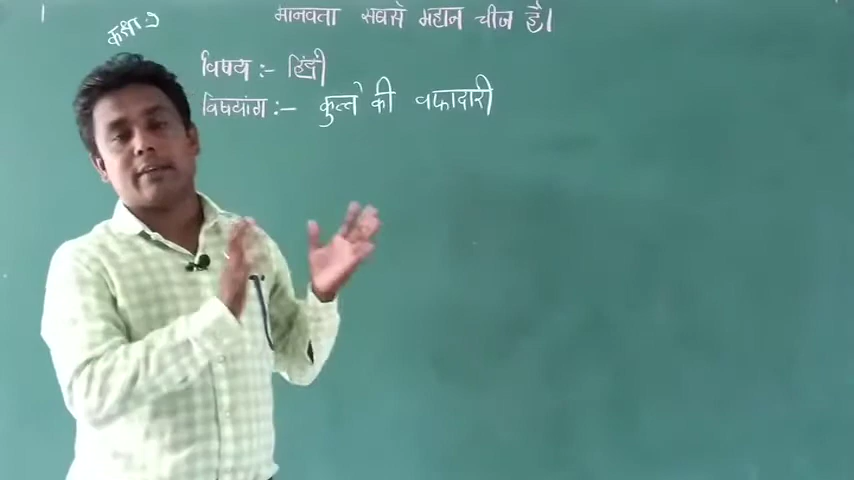 मानवता सबसे महान चीज है।
कक्षा:-
विषय :- हिंदी
विषयांग :- कुत्ते की वफादारी